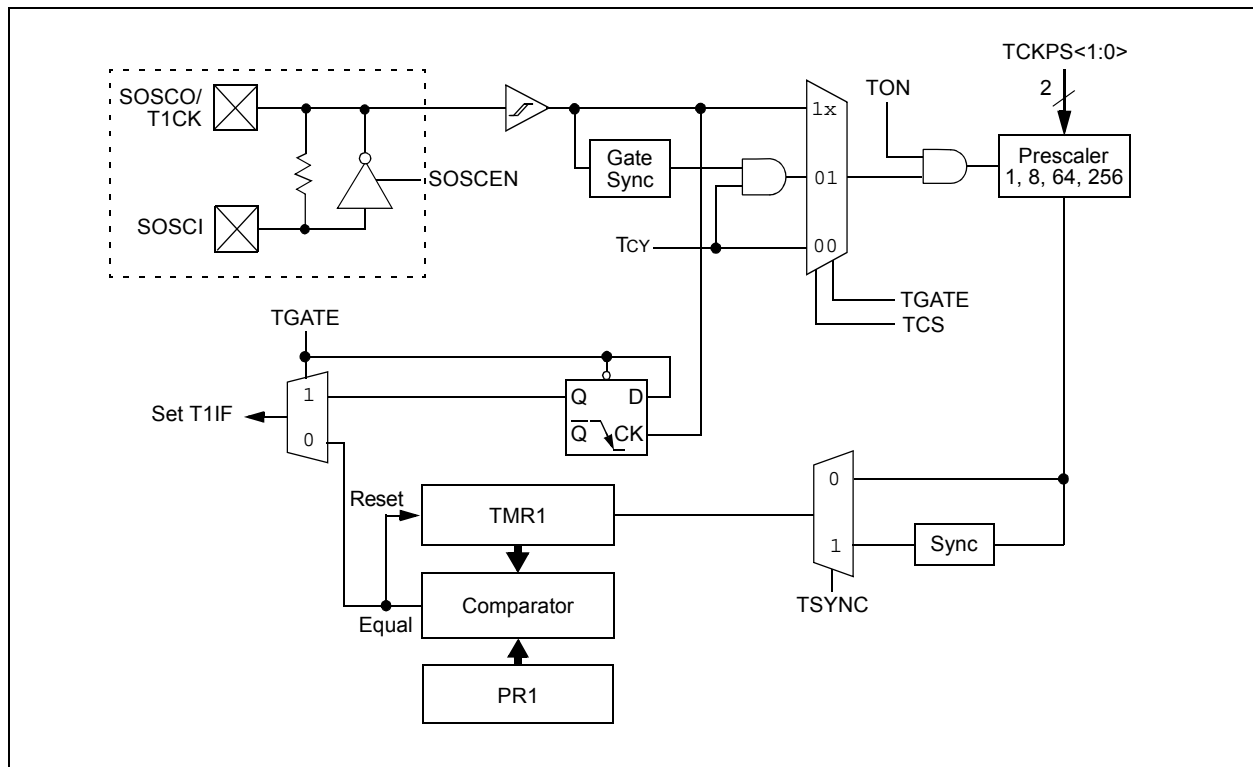 TCKPS<1:0>
2
SOSCO/
T1CK
TON
1x
Gate
Sync
Prescaler
1, 8, 64, 256
SOSCEN
01
SOSCI
TCY
00
TGATE
TCS
TGATE
1
Q
D
Set T1IF
0
Q
CK
Reset
TMR1
0
1
Sync
Comparator
TSYNC
Equal
PR1